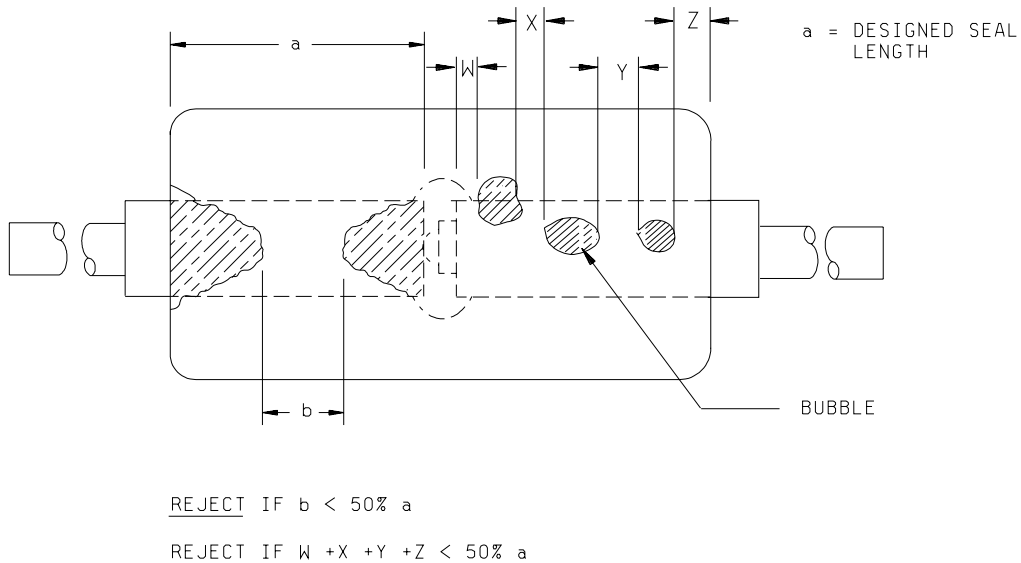 X
Z
a = DESIGNED SEAL
LENGTH
a
W
Y
b
BUBBLE
REJECT IF b < 50% a
REJECT IF W +X +Y +Z < 50% a